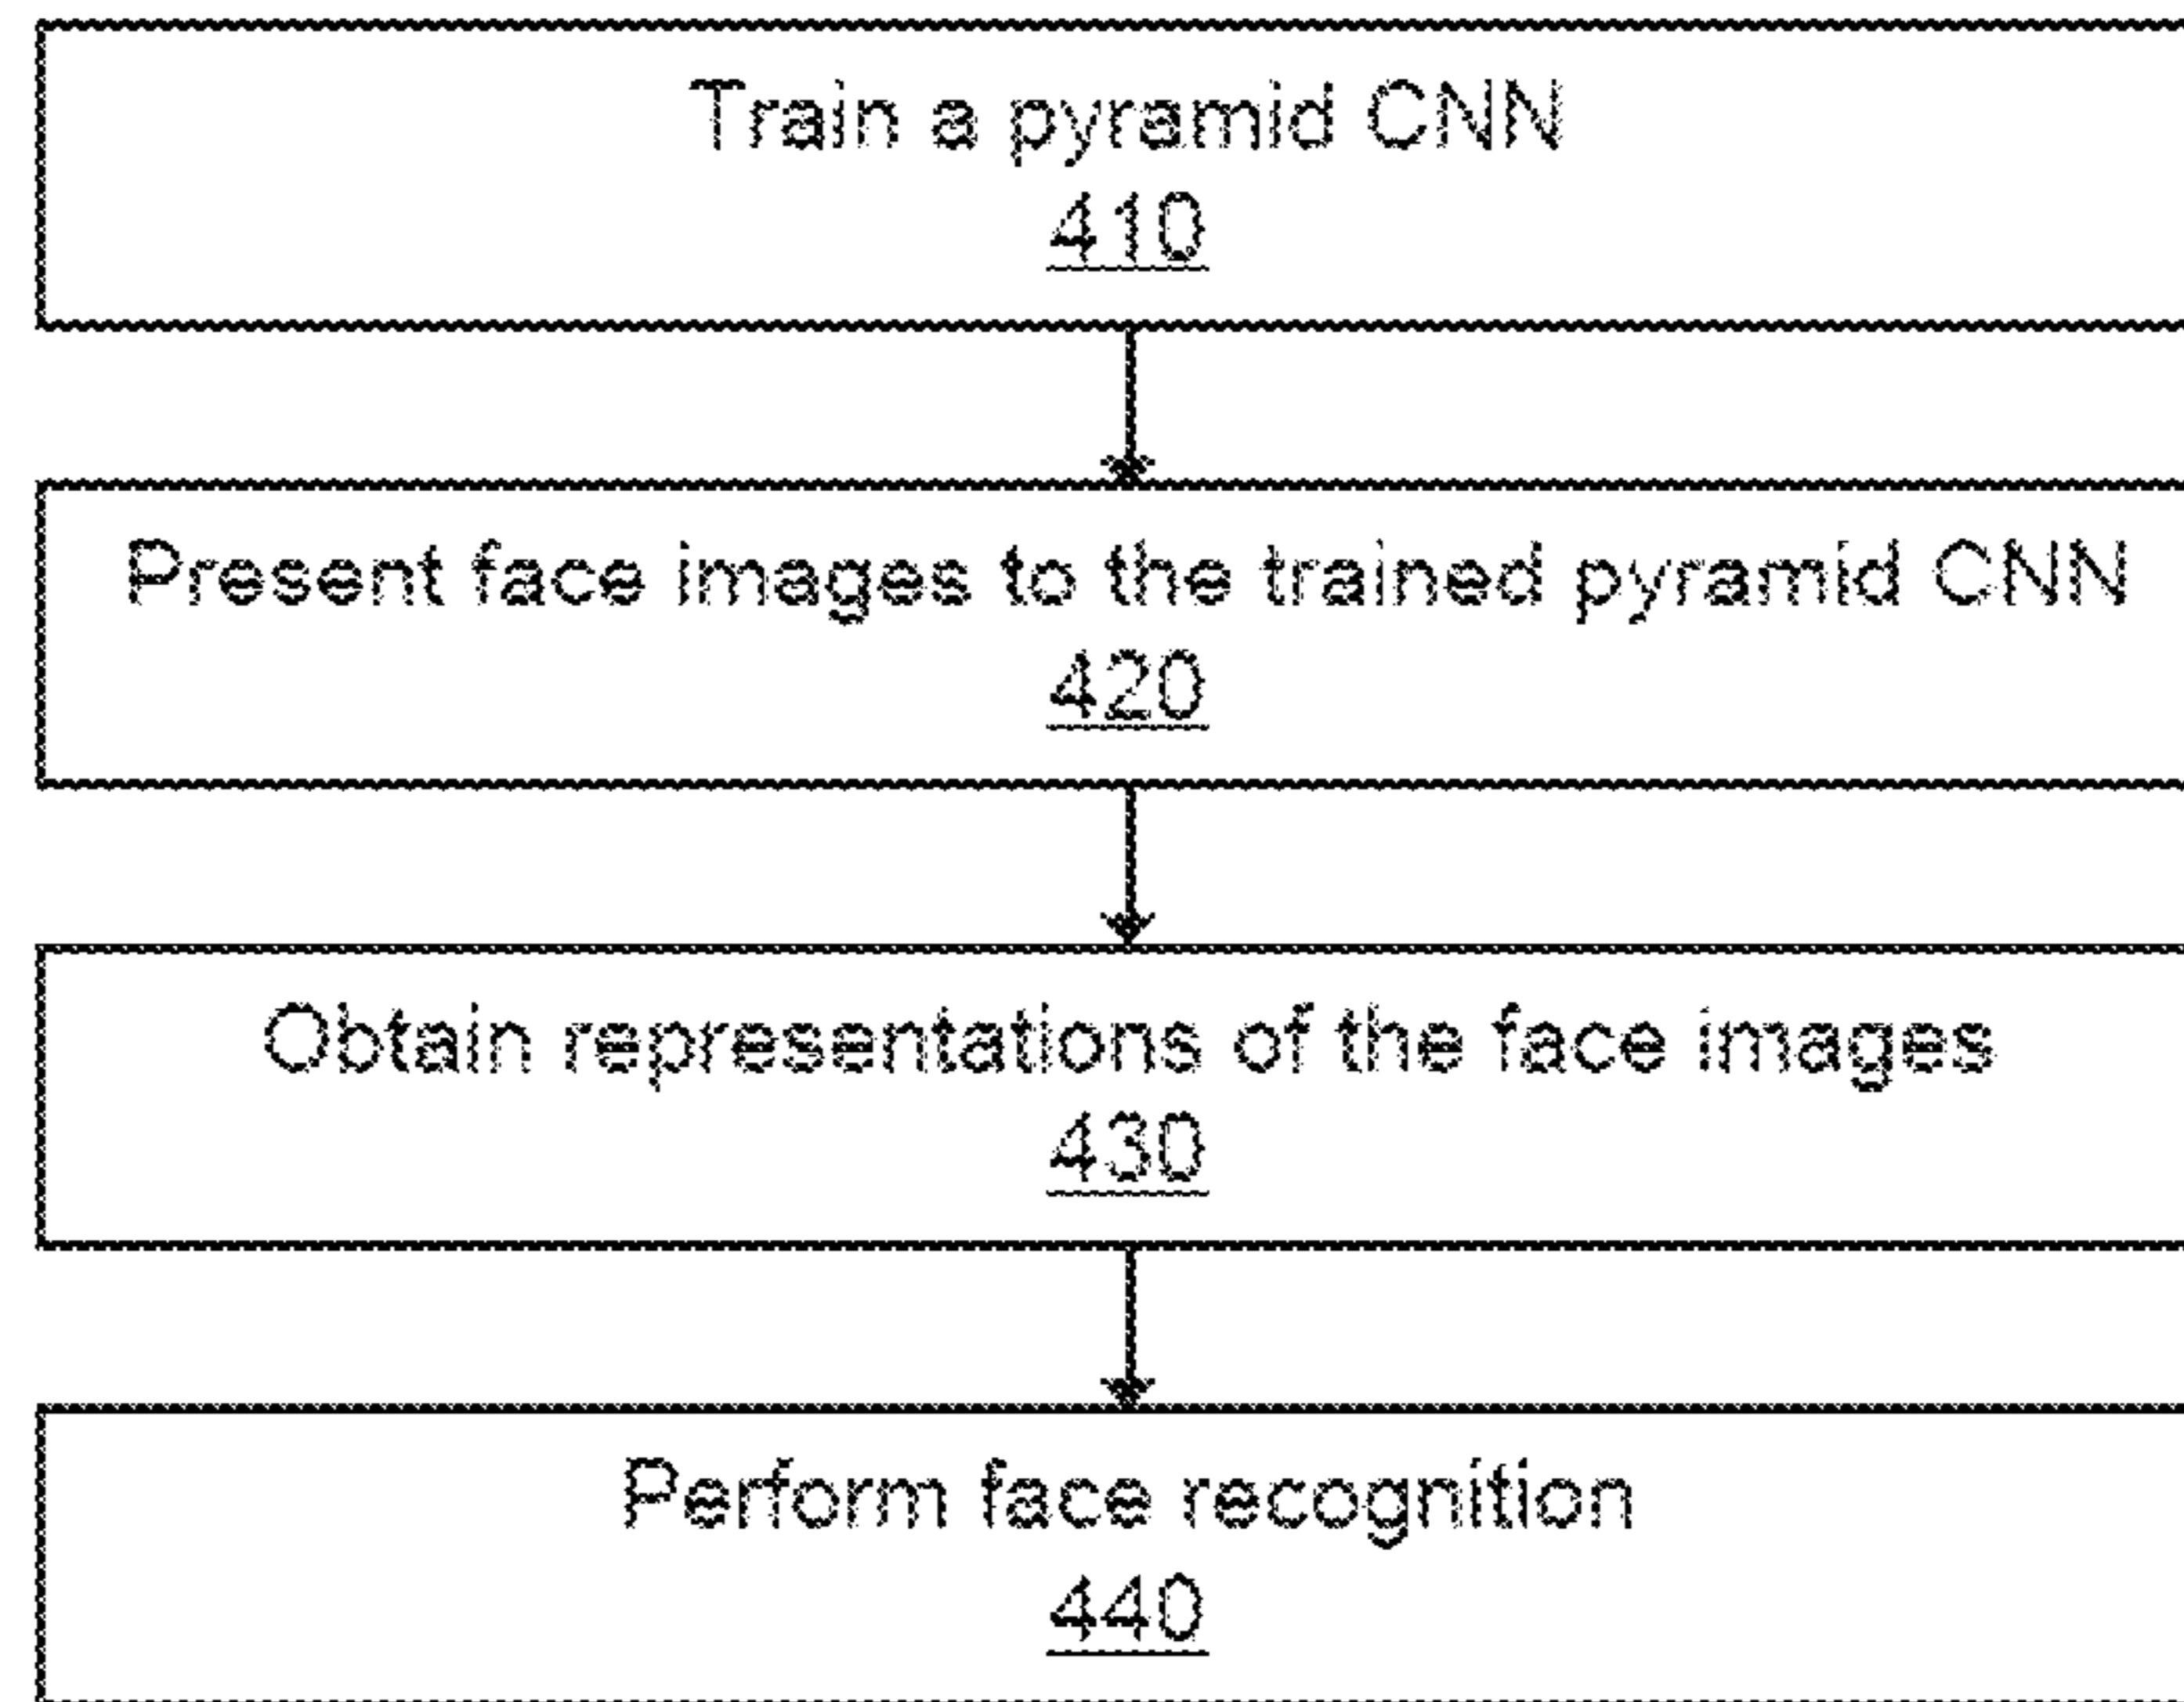 Train a pyramid CNN
410
Present face images to the trained pyramid CNN
420
Obtain representations of the face images
430
Perform face recognition
440